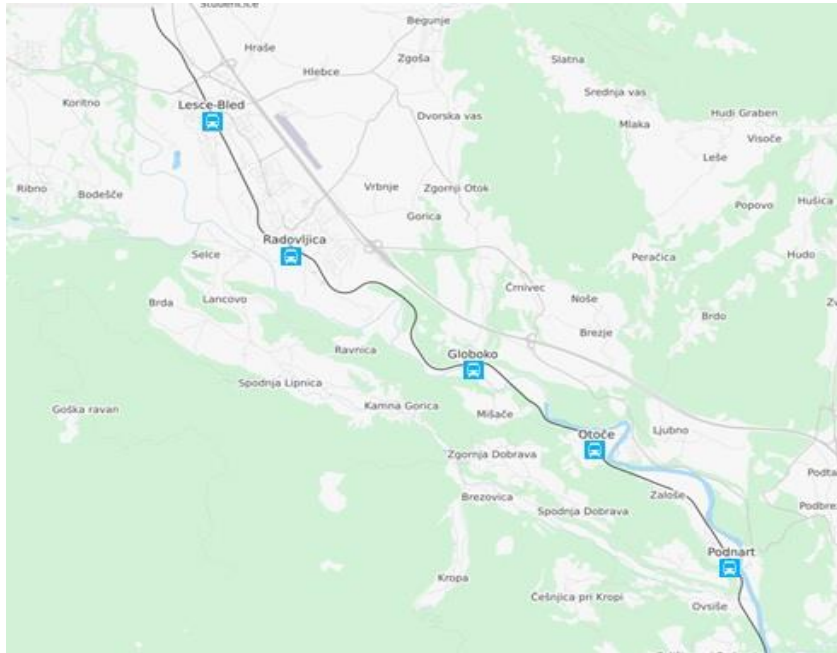 Studenčice
Begunje
Hraše
Zgoša
Slatna
Hlebce
Srednja vas
Koritno
Lesce-Bled
Dvorska vas
Hudi Graben
Mlaka
Visoče
Leše
Ribno
Bodešče
Vrbnje
Zgornji Otok
Hušica
Popovo
Gorica
Radovljica
Selce
Peračica
Hudo
Črnivec
Brda
Lancovo
Noše
Brdo
Brezje
Ravnica
Globoko
Spodnja Lipnica
Goška ravan
Kamna Gorica
Mišače
Otoče
Ljubno
Zgornja Dobrava
Podta
Brezovica
Zaloše
Podbrez
Spodnja Dobrava
Podnart
Kropa
Češnjica pri Kropi
Ovsiše